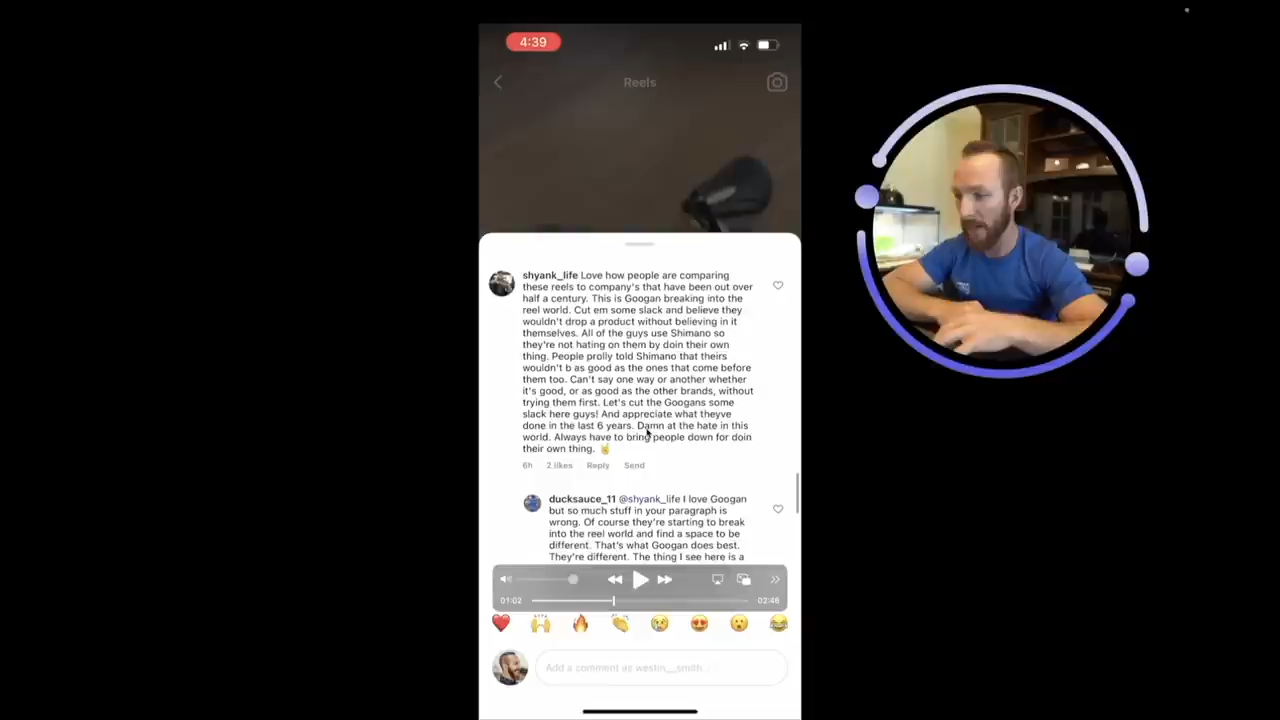 4:39
Reels
shyank_life Love how people are comparing
these reels to company's that have been out over
half a century. This is Googan breaking into the
reel world. Cut em some slack and believe they
wouldn't drop a product without believing in it
themselves. All of the guys use Shimano so
they're not hating on them by doin their own
thing. People prolly told Shimano that theirs
wouldn't b as good as the ones that come before
them too. Can't say one way or another whether
it's good, or as good as the other brands, without
trying them first. Let's cut the Googans some
slack here guys! And appreciate what theyve
done in the last 6 years. Damn at the hate in this
world. Always have to bring people down for doin
their own thing. 🤘
6h 2 likes Reply Send
ducksauce_11 @shyank_life I love Googan
but so much stuff in your paragraph is
wrong. Of course they're starting to break
into the reel world and find a space to be
different. That's what Googan does best.
They're different. The thing I see here is a
01:02 02:46
Add a comment as westin__smith...